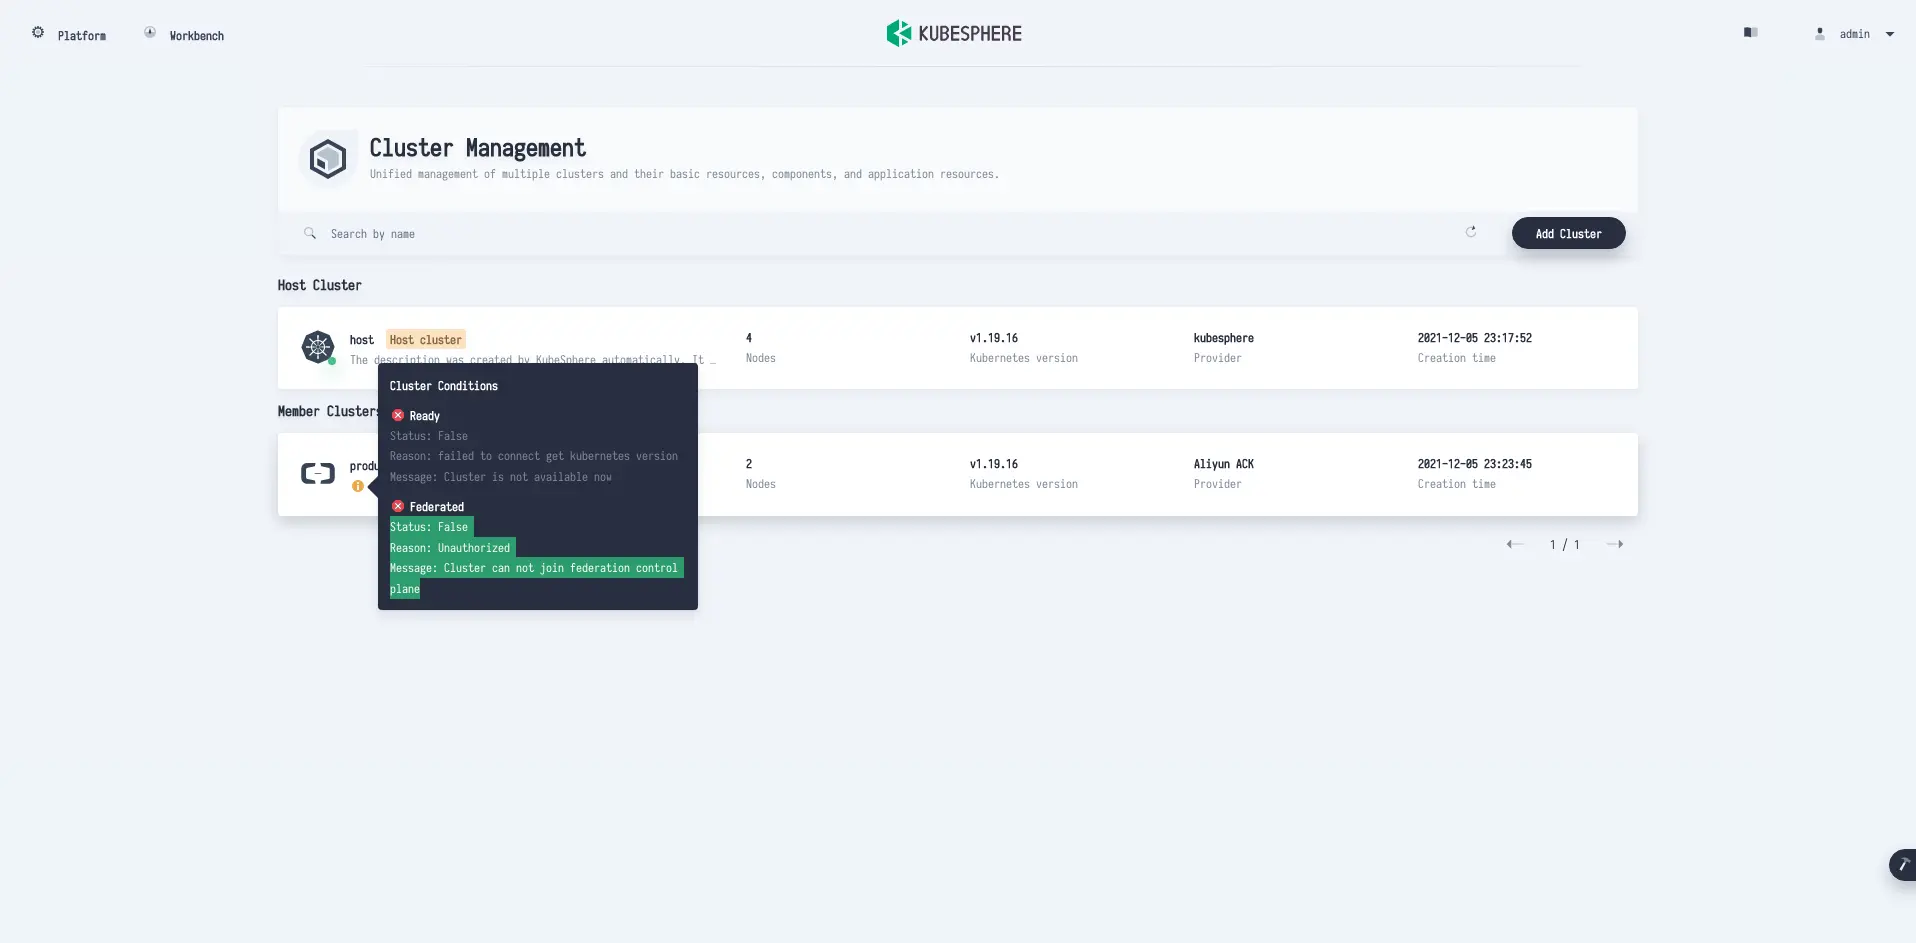 Platform
Workbench
KUBESPHERE
admin
Cluster Management
Unified management of multiple clusters and their basic resources, components, and application resources.
Search by name
Add Cluster
Host Cluster
host Host cluster
The description was created by KubeSphere automatically. It …
4
Nodes
v1.19.16
Kubernetes version
kubesphere
Provider
2021-12-05 23:17:52
Creation time
Member Clusters
produ
2
Nodes
v1.19.16
Kubernetes version
Aliyun ACK
Provider
2021-12-05 23:23:45
Creation time
Cluster Conditions
Ready
Status: False
Reason: failed to connect get kubernetes version
Message: Cluster is not available now
Federated
Status: False
Reason: Unauthorized
Message: Cluster can not join federation control
plane
1 / 1